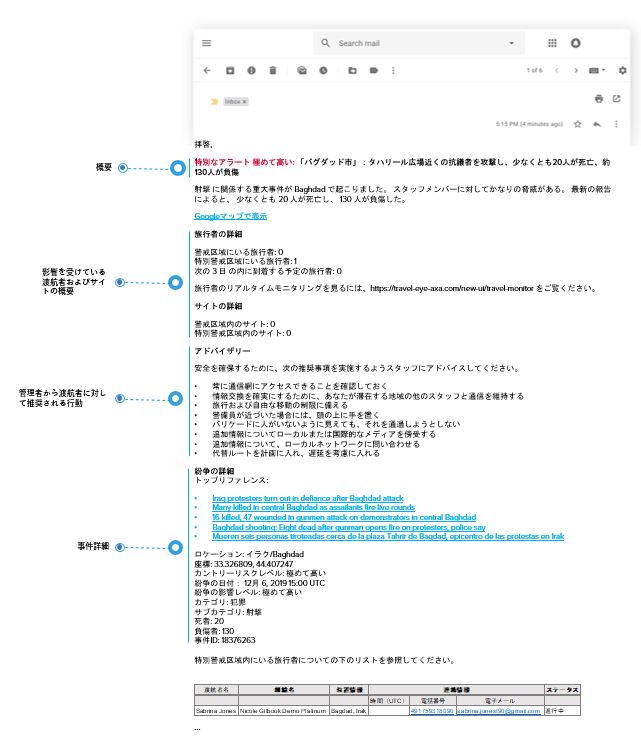 Search mail
1 of 6
Inbox ×
5:15 PM (4 minutes ago)
拝啓、
概要
特別なアラート 極めて高い: 「バグダッド市」: タハリール広場近くの抗議者を攻撃し、少なくとも20人が死亡、約
130人が負傷
射撃 に関係する重大事件が Baghdad で起こりました。 スタッフメンバーに対してかなりの脅威がある。 最新の報告
によると、 少なくとも 20 人が死亡し、 130 人が負傷した。
Googleマップで表示
影響を受けている
渡航者およびサイ
トの概要
旅行者の詳細
警戒区域にいる旅行者: 0
特別警戒区域にいる旅行者: 1
次の 3 日 の内に到着する予定の旅行者: 0
旅行者のリアルタイムモニタリングを見るには、https://travel-eye-axa.com/new-ui/travel-monitor をご覧ください。
サイトの詳細
警戒区域内のサイト: 0
特別警戒区域内のサイト: 0
管理者から渡航者に対し
て推奨される行動
アドバイザリー
安全を確保するために、次の推奨事項を実施するようスタッフにアドバイスしてください。
• 常に通信網にアクセスできることを確認しておく
• 情報交換を確実にするために、あなたが滞在する地域の他のスタッフと通信を維持する
• 旅行および自由な移動の制限に備える
• 警備員が近づいた場合には、頭の上に手を置く
• バリケードに人がいないように見えても、それを通過しようとしない
• 追加情報についてローカルまたは国際的なメディアを傍受する
• 追加情報について、ローカルネットワークに問い合わせる
• 代替ルートを計画に入れ、遅延を考慮に入れる
事件詳細
紛争の詳細
トップリファレンス:
• Iraq protesters turn out in defiance after Baghdad attack
• Many killed in central Baghdad as assailants fire live rounds
• 16 killed, 47 wounded in gunmen attack on demonstrators in central Baghdad
• Baghdad shooting: Eight dead after gunman opens fire on protesters, police say
• Mueren seis personas tiroteadas cerca de la plaza Tahrir de Bagdad, epicentro de las protestas en Irak
ロケーション: イラク/Baghdad
座標: 33.326809, 44.407247
カントリーリスクレベル: 極めて高い
紛争の日付： 12月 6, 2019 15:00 UTC
紛争の影響レベル: 極めて高い
カテゴリ: 犯罪
サブカテゴリ: 射撃
死者: 20
負傷者: 130
事件ID: 18376263
特別警戒区域内にいる旅行者についての下のリストを参照してください。
渡航者名 組織名 位置情報 連絡情報 ステータス
時間（UTC） 電話番号 電子メール
Sabrina Jones Nicole Gitbook Demo Platinum Bagdad, Irak 491759318090 sabrina.jonest90@gmail.com 進行中
...